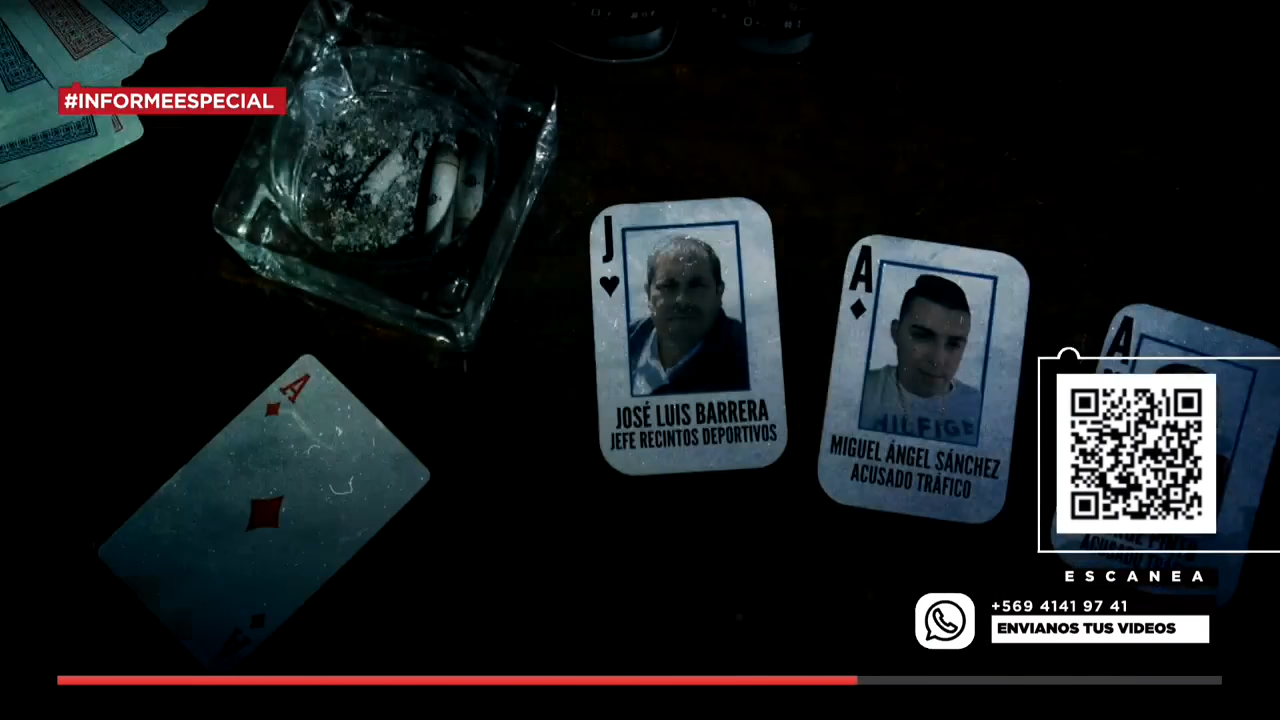 #INFORMEESPECIAL
J
JOSÉ LUIS BARRERA
JEFE RECINTOS DEPORTIVOS
A
HILFIGE
MIGUEL ÁNGEL SÁNCHEZ
ACUSADO TRÁFICO
A
A
ESCANEA
+569 4141 97 41
ENVIANOS TUS VIDEOS